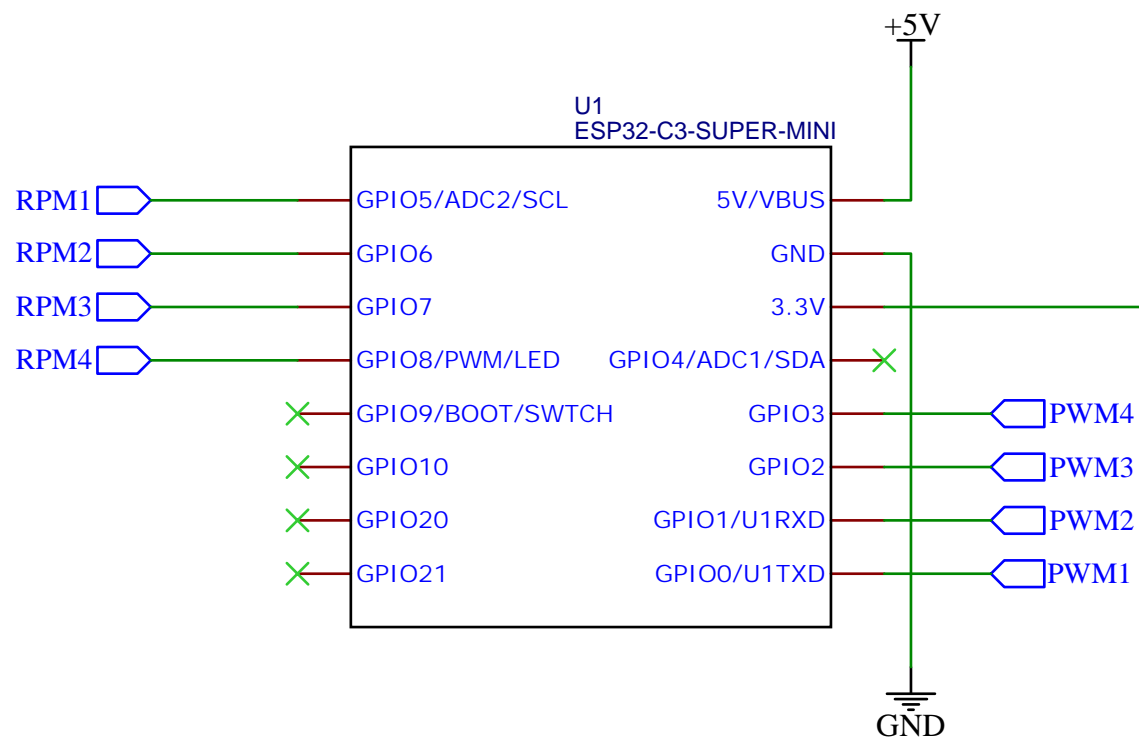 +5V
U1
ESP32-C3-SUPER-MINI
RPM1 GPIO5/ADC2/SCL 5V/VBUS
RPM2 GPIO6 GND
RPM3 GPIO7 3.3V
RPM4 GPIO8/PWM/LED GPIO4/ADC1/SDA
GPIO9/BOOT/SWTCH GPIO3 PWM4
GPIO10 GPIO2 PWM3
GPIO20 GPIO1/U1RXD PWM2
GPIO21 GPIO0/U1TXD PWM1
GND